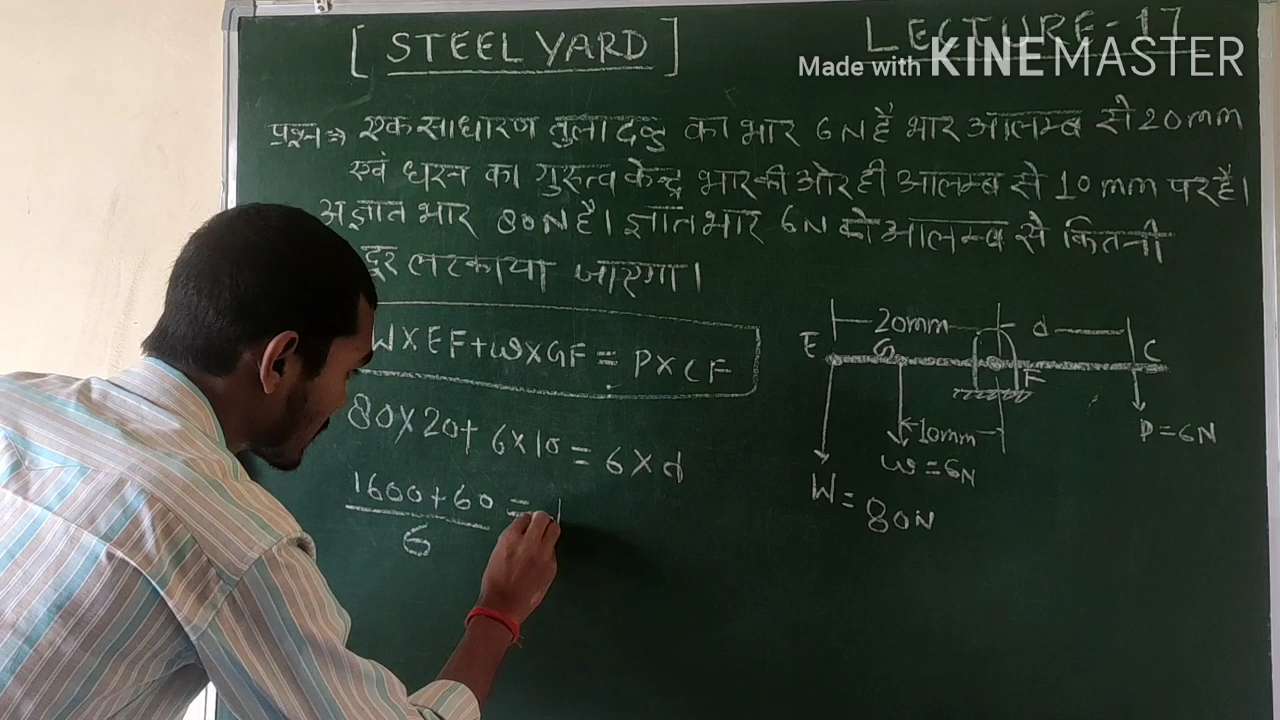 [ STEEL YARD ]
LECTURE-17
Made with KINEMASTER
प्रश्न⇒ एक साधारण तुला दण्ड का भार 6N है भार आलम्ब से 20mm
एवं धरन का गुरुत्व केन्द्र भार की ओर ही आलम्ब से 10mm पर है।
अज्ञात भार 80N है। ज्ञात भार 6N को आलम्ब से कितनी
दूर लटकाया जाएगा।
W×EF+w×GF = P×CF
80×20+ 6×10 = 6×d
1600+60 =
6
20mm
d
E
G
C
F
10mm
P=6N
w=6N
W=
80N